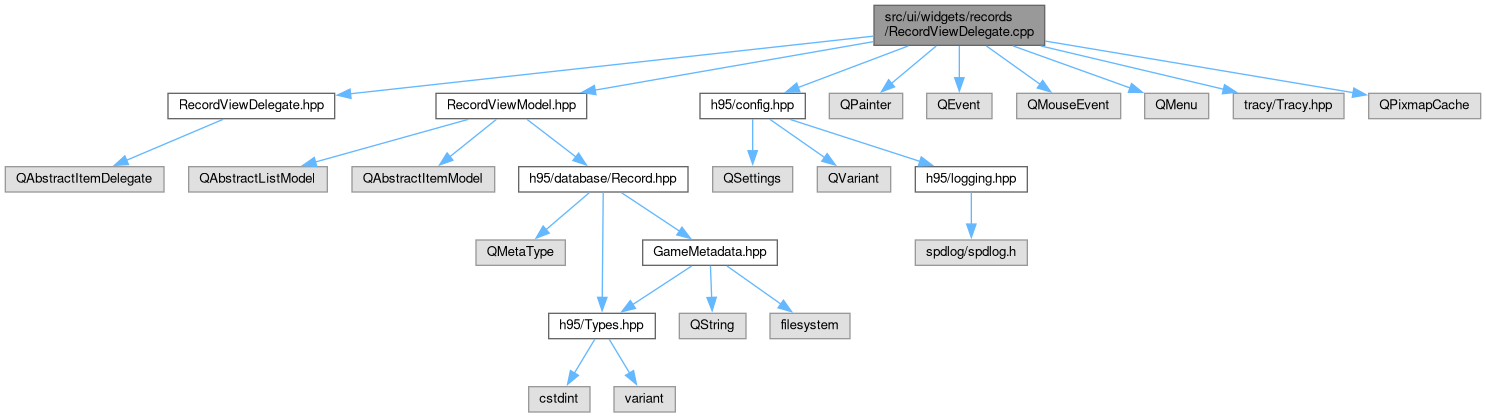 src/ui/widgets/records
/RecordViewDelegate.cpp
RecordViewDelegate.hpp
RecordViewModel.hpp
h95/config.hpp
QPainter
QEvent
QMouseEvent
QMenu
tracy/Tracy.hpp
QPixmapCache
QAbstractItemDelegate
QAbstractListModel
QAbstractItemModel
h95/database/Record.hpp
QSettings
QVariant
h95/logging.hpp
QMetaType
GameMetadata.hpp
spdlog/spdlog.h
h95/Types.hpp
QString
filesystem
cstdint
variant